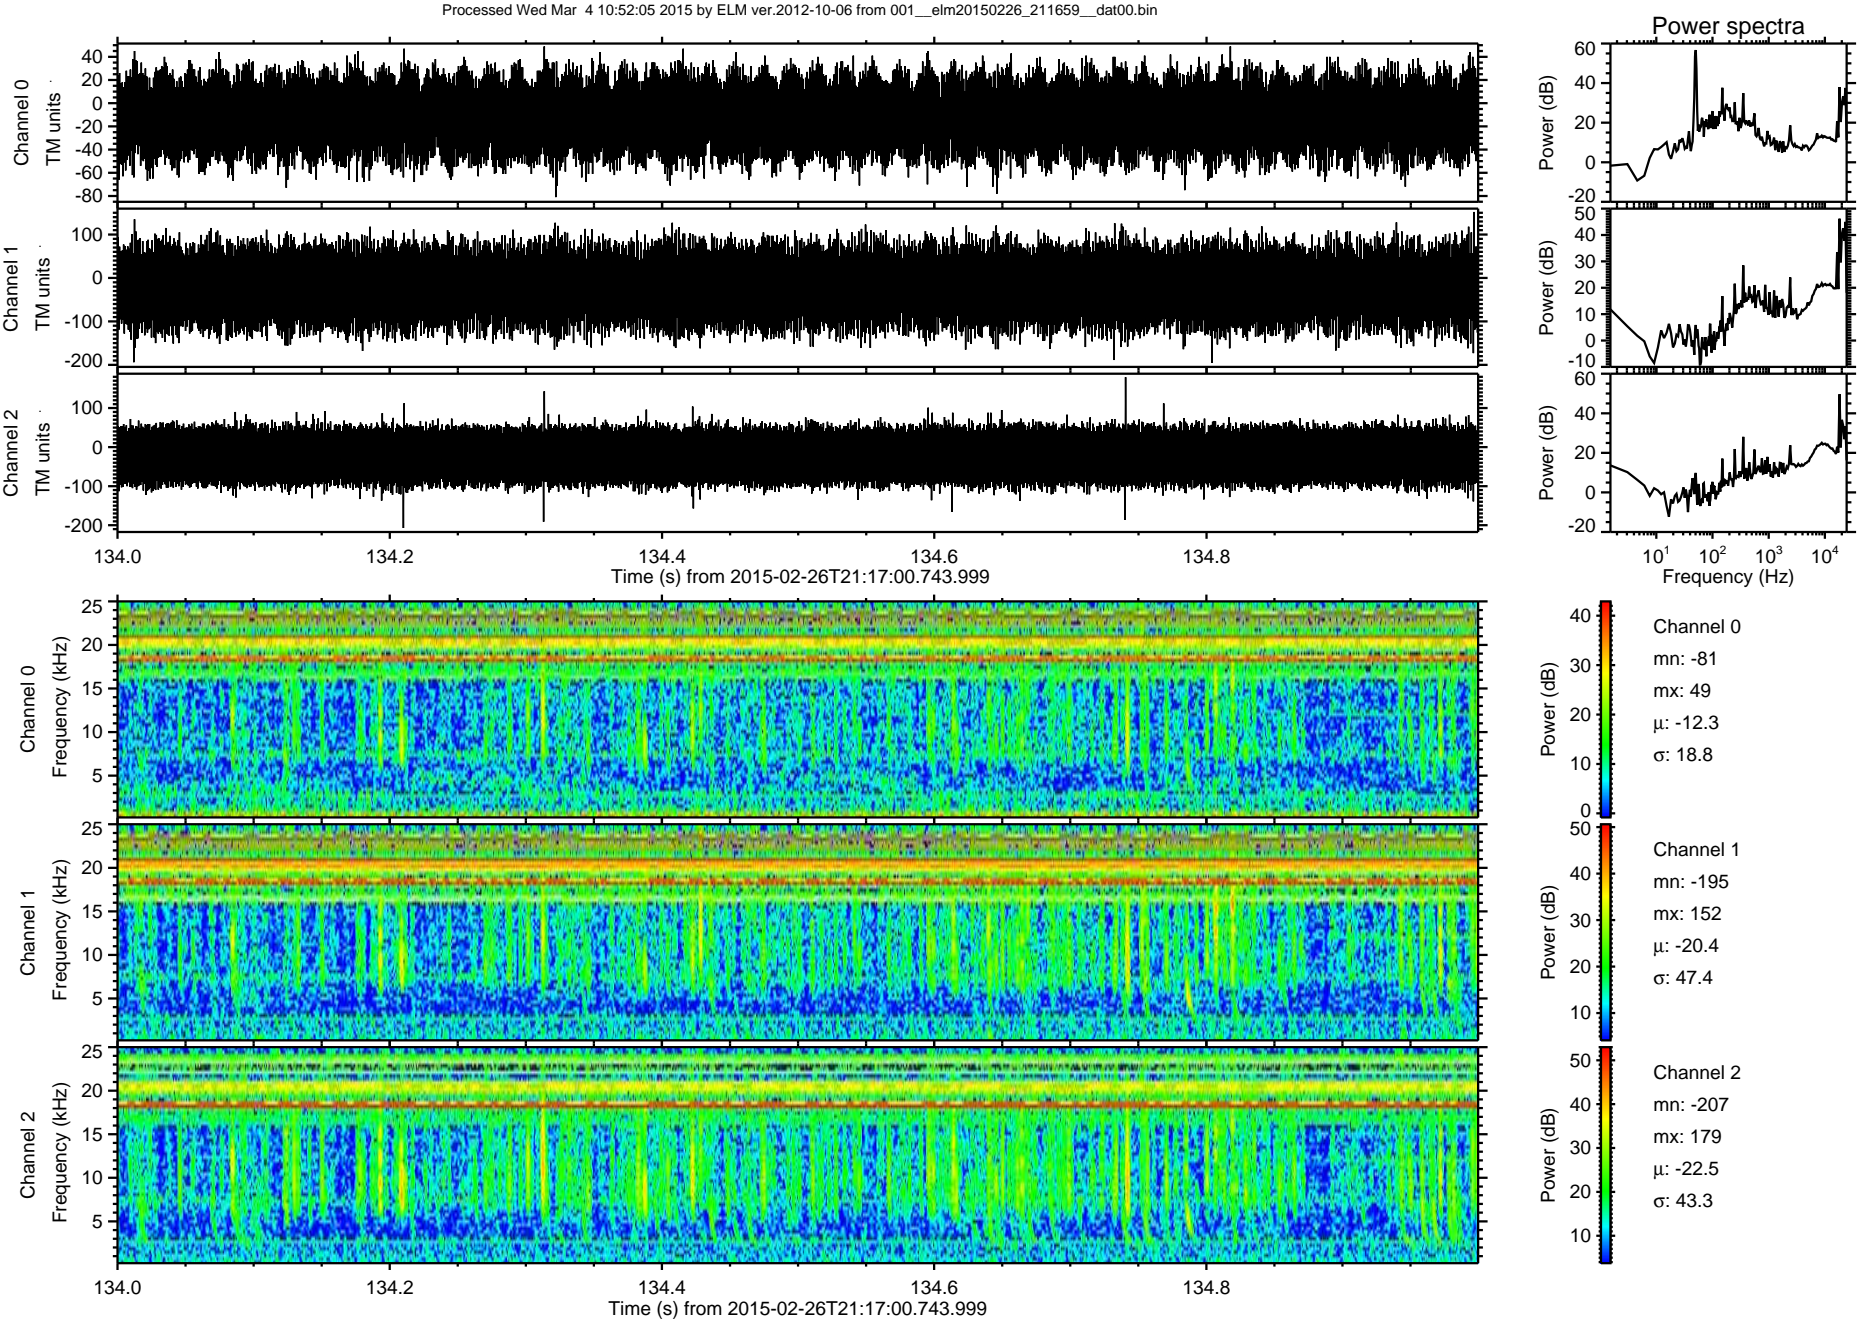 Processed Wed Mar  4 10:52:05 2015 by ELM ver.2012-10-06 from 001__elm20150226_211659__dat00.bin
Power spectra
Channel 0
TM units
40
20
0
-20
-40
-60
-80
Power (dB)
60
40
20
0
-20
Channel 1
TM units
100
0
-100
-200
Power (dB)
50
40
30
20
10
0
-10
Channel 2
TM units
100
0
-100
-200
Power (dB)
60
40
20
0
-20
134.0 134.2 134.4 134.6 134.8
Time (s) from 2015-02-26T21:17:00.743.999
10^1 10^2 10^3 10^4
Frequency (Hz)
Channel 0
Frequency (kHz)
25
20
15
10
5
Power (dB)
40
30
20
10
0
Channel 0
mn: -81
mx: 49
μ: -12.3
σ: 18.8
Channel 1
Frequency (kHz)
25
20
15
10
5
Power (dB)
50
40
30
20
10
Channel 1
mn: -195
mx: 152
μ: -20.4
σ: 47.4
Channel 2
Frequency (kHz)
25
20
15
10
5
Power (dB)
50
40
30
20
10
Channel 2
mn: -207
mx: 179
μ: -22.5
σ: 43.3
134.0 134.2 134.4 134.6 134.8
Time (s) from 2015-02-26T21:17:00.743.999